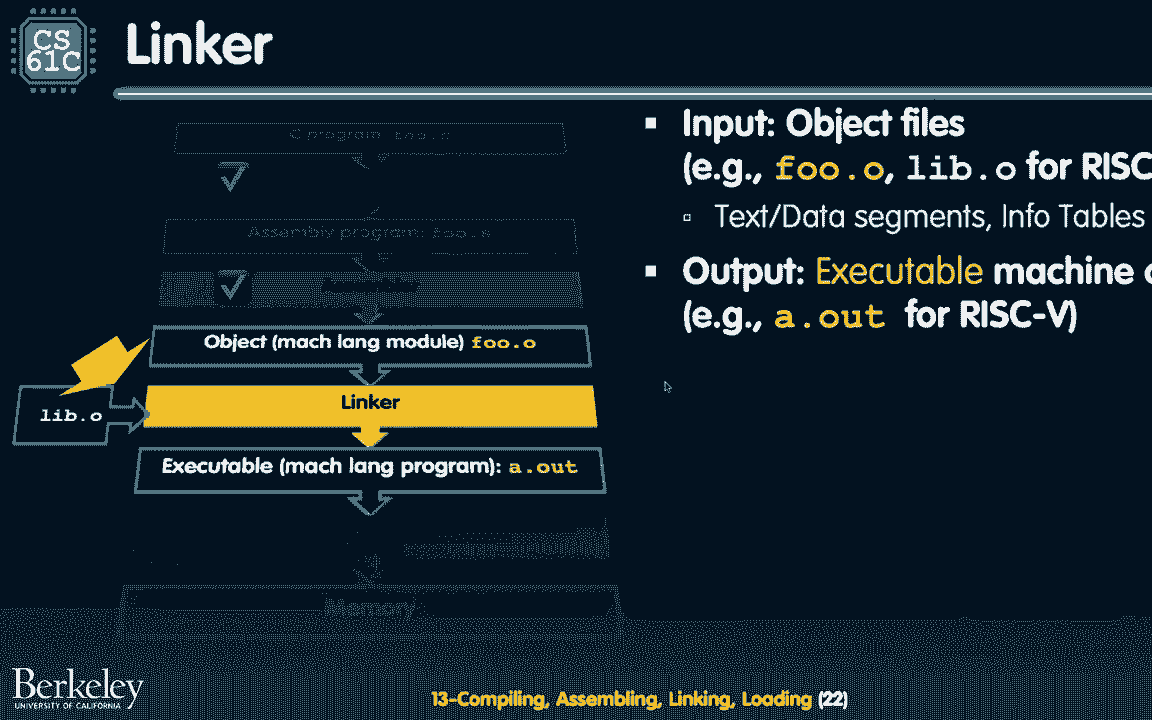 CS
61C
Linker
C program: foo.c
Assembly program: foo.s
Object (mach lang module) foo.o
lib.o
Linker
Executable (mach lang program): a.out
Memory
▪ Input: Object files
(e.g., foo.o, lib.o for RISC
▫ Text/Data segments, Info Tables
▪ Output: Executable machine
(e.g., a.out for RISC-V)
Berkeley
UNIVERSITY OF CALIFORNIA
13-Compiling, Assembling, Linking, Loading (22)